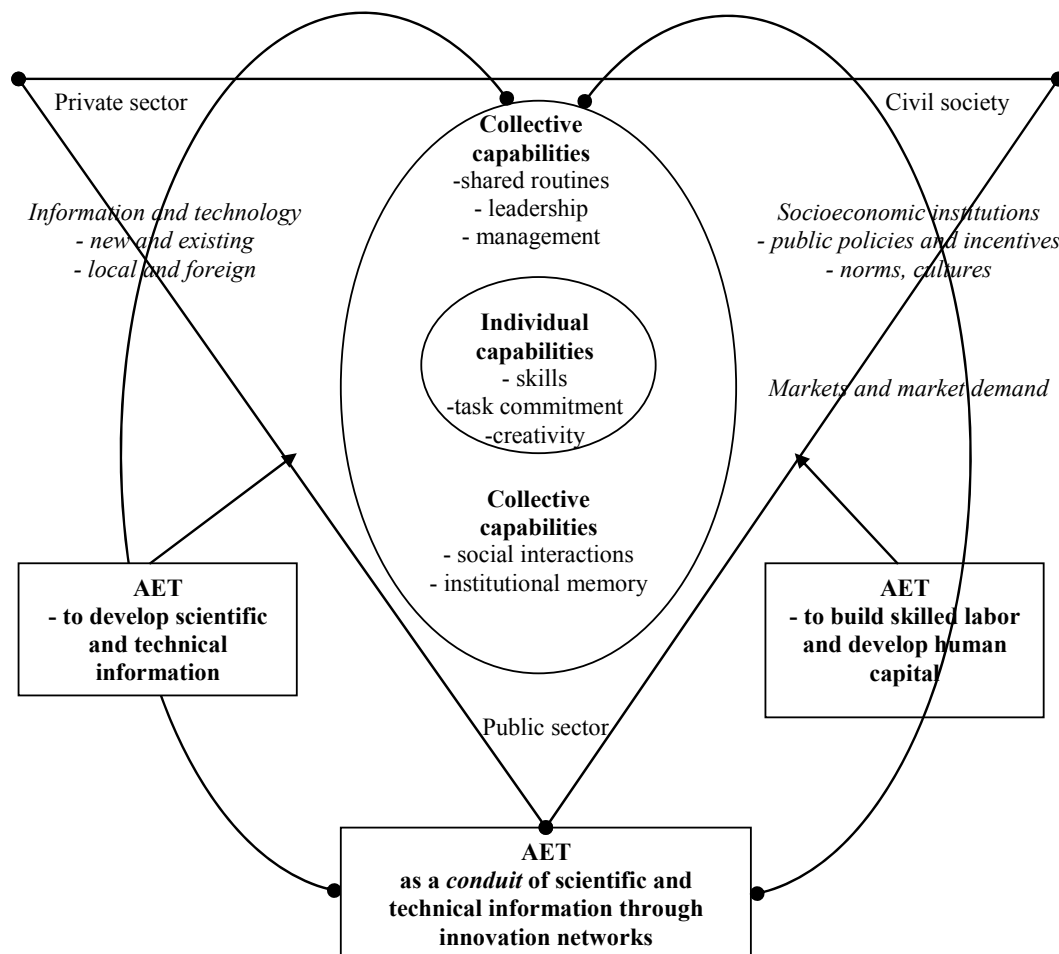 Private sector
Civil society
Collective
capabilities
-shared routines
- leadership
- management
Information and technology
- new and existing
- local and foreign
Socioeconomic institutions
- public policies and incentives
- norms, cultures
Individual
capabilities
- skills
-task commitment
-creativity
Markets and market demand
Collective
capabilities
- social interactions
- institutional memory
AET
- to develop scientific
and technical
information
AET
- to build skilled labor
and develop human
capital
Public sector
AET
as a conduit of scientific and
technical information through
innovation networks